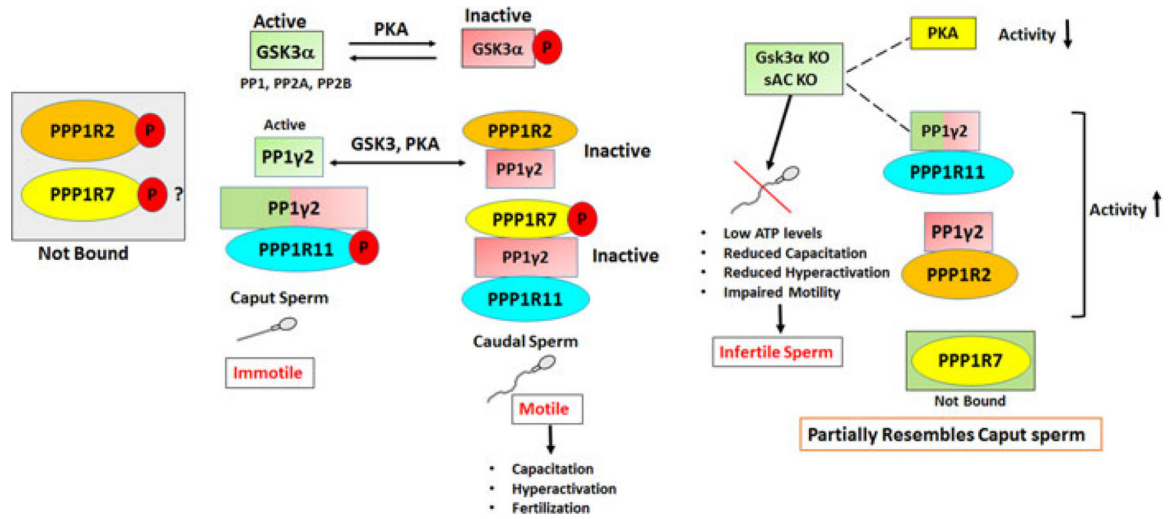 Active
GSK3α
PP1, PP2A, PP2B
PKA
Inactive
GSK3α
P
PPP1R2
P
PPP1R7
P
?
Not Bound
Active
PP1γ2
GSK3, PKA
PPP1R2
PP1γ2
Inactive
PP1γ2
PPP1R11
P
PPP1R7
P
PP1γ2
Inactive
PPP1R11
Caput Sperm
Immotile
Caudal Sperm
Motile
• Capacitation
• Hyperactivation
• Fertilization
Gsk3α KO
sAC KO
PKA
Activity
PP1γ2
PPP1R11
PP1γ2
PPP1R2
Activity
• Low ATP levels
• Reduced Capacitation
• Reduced Hyperactivation
• Impaired Motility
Infertile Sperm
PPP1R7
Not Bound
Partially Resembles Caput sperm